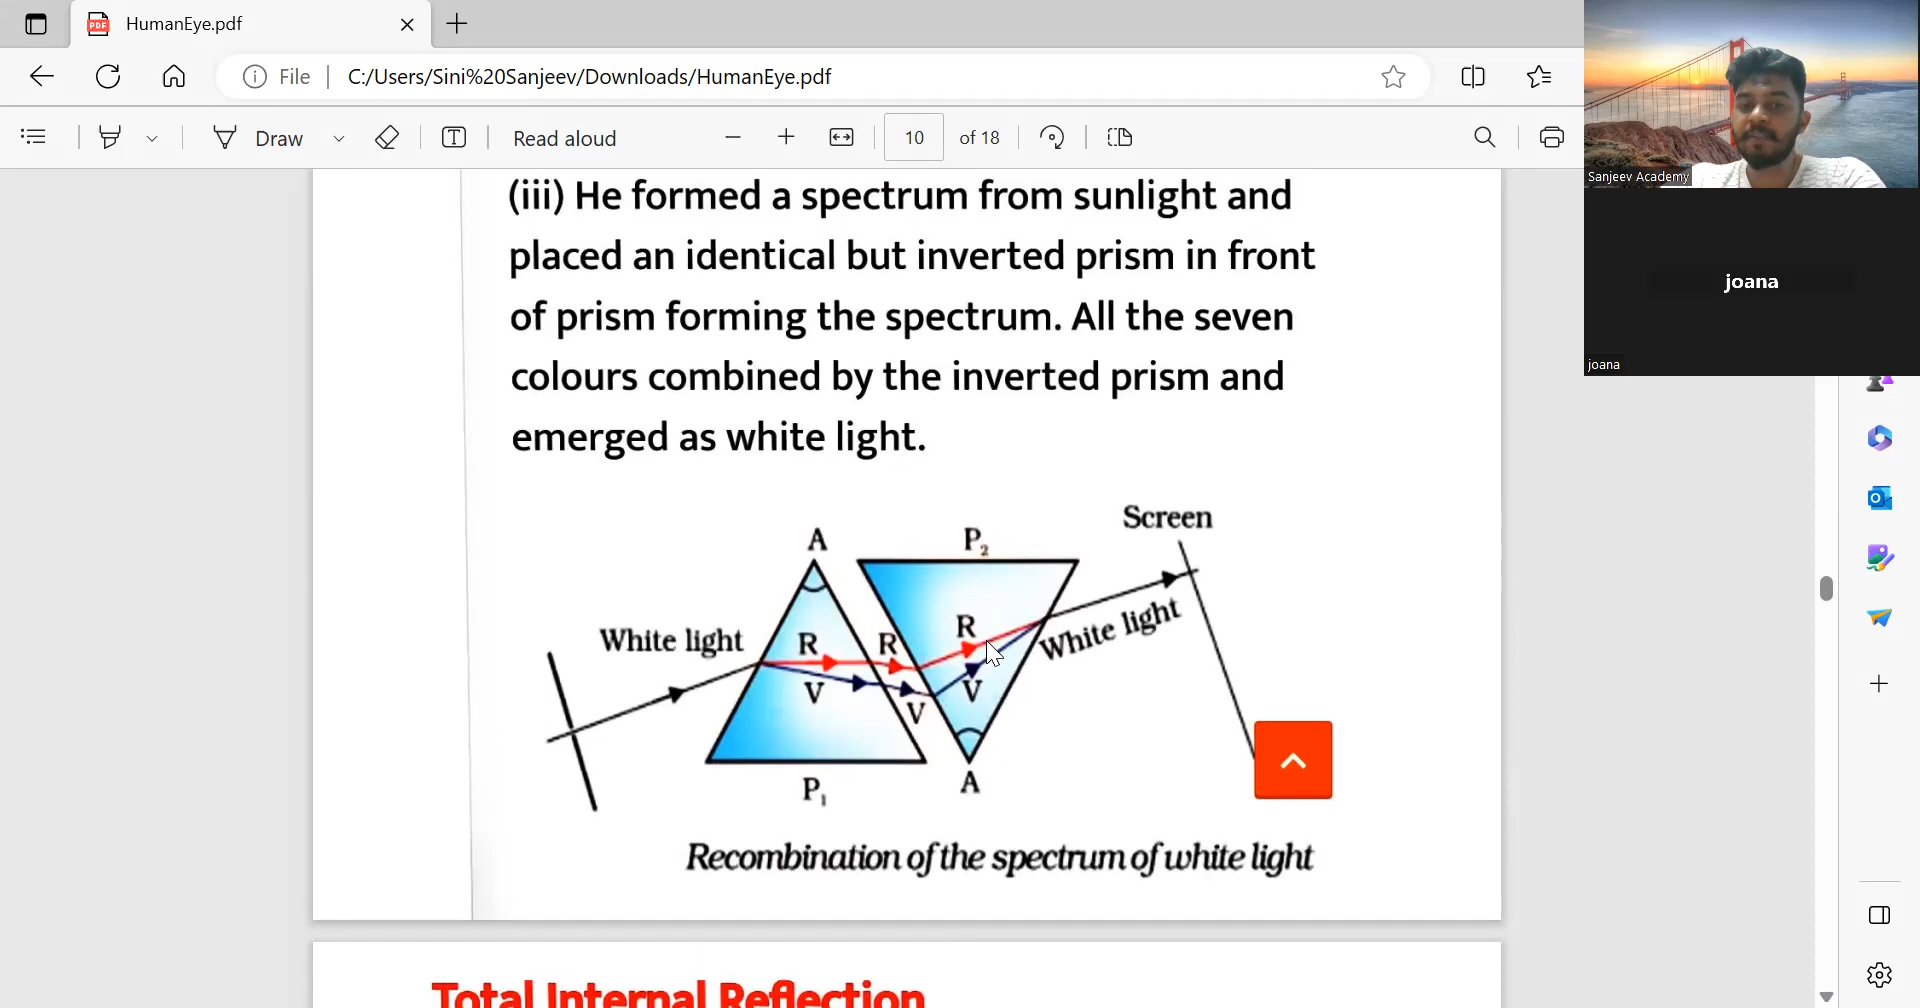 HumanEye.pdf
File
C:/Users/Sini%20Sanjeev/Downloads/HumanEye.pdf
Draw
Read aloud
10
of 18
Sanjeev Academy
joana
joana
(iii) He formed a spectrum from sunlight and
placed an identical but inverted prism in front
of prism forming the spectrum. All the seven
colours combined by the inverted prism and
emerged as white light.
Screen
A
P₂
White light
R
R
R
White light
V
V
V
P₁
A
Recombination of the spectrum of white light
Total Internal Reflection